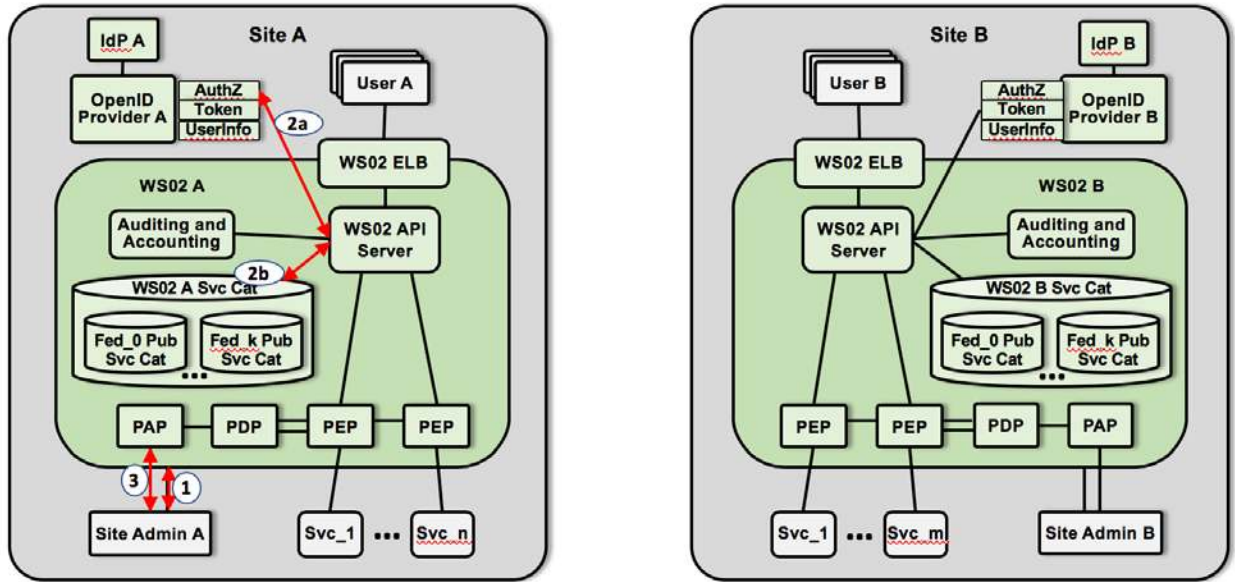 Site A
IdP A
OpenID
Provider A
AuthZ
Token
UserInfo
2a
User A
WS02 ELB
WS02 A
Auditing and
Accounting
WS02 API
Server
2b
WS02 A Svc Cat
Fed_0 Pub
Svc Cat
Fed_k Pub
Svc Cat
...
PAP
PDP
PEP
PEP
3
1
Site Admin A
Svc_1
...
Svc_n
Site B
IdP B
User B
AuthZ
Token
UserInfo
OpenID
Provider B
WS02 ELB
WS02 B
WS02 API
Server
Auditing and
Accounting
WS02 B Svc Cat
Fed_0 Pub
Svc Cat
Fed_k Pub
Svc Cat
...
PEP
PEP
PDP
PAP
Svc_1
...
Svc_m
Site Admin B